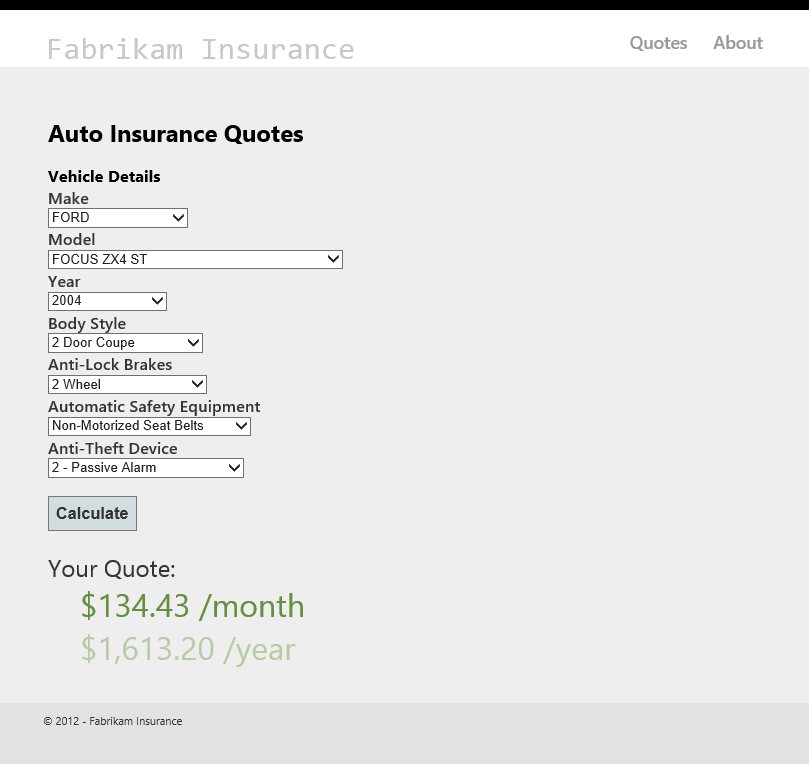 Fabrikam Insurance
Quotes About
Auto Insurance Quotes
Vehicle Details
Make
FORD
Model
FOCUS ZX4 ST
Year
2004
Body Style
2 Door Coupe
Anti-Lock Brakes
2 Wheel
Automatic Safety Equipment
Non-Motorized Seat Belts
Anti-Theft Device
2 - Passive Alarm
Calculate
Your Quote:
$134.43 /month
$1,613.20 /year
© 2012 - Fabrikam Insurance